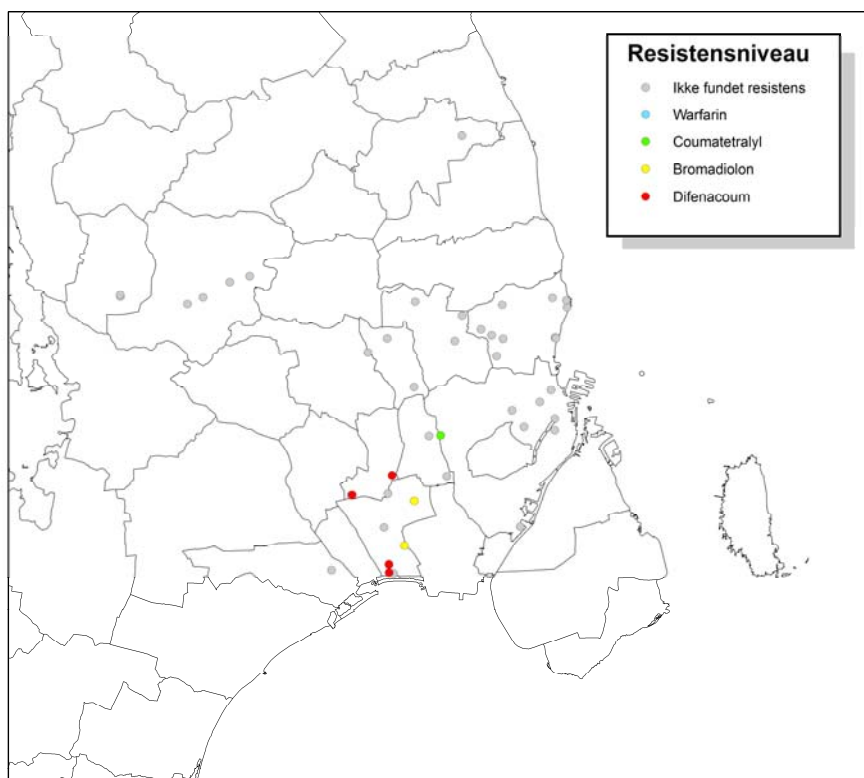 Resistensniveau
Ikke fundet resistens
Warfarin
Coumatetralyl
Bromadiolon
Difenacoum